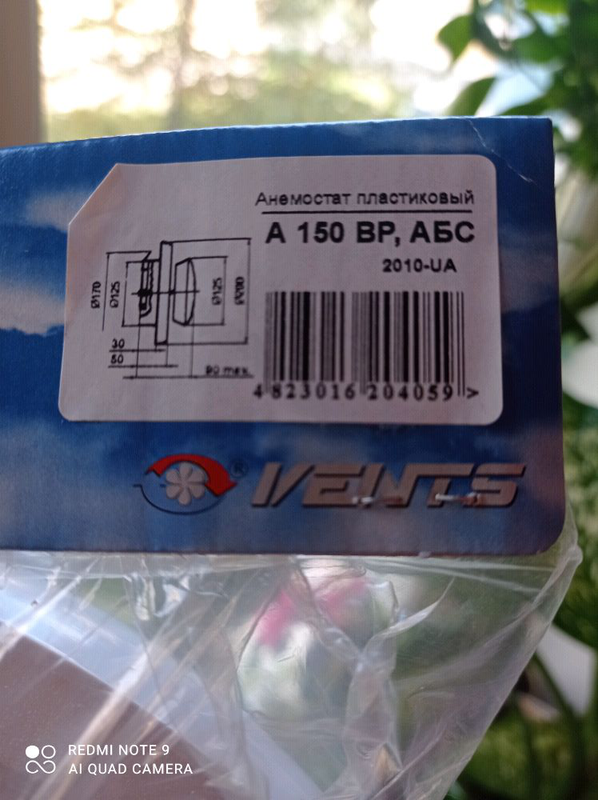 Анемостат пластиковый
А 150 ВР, АБС
2010-UA
Ø170
Ø125
Ø125
Ø200
30
50
90 max.
4 823016 204059 >
® VENTS
REDMI NOTE 9
AI QUAD CAMERA